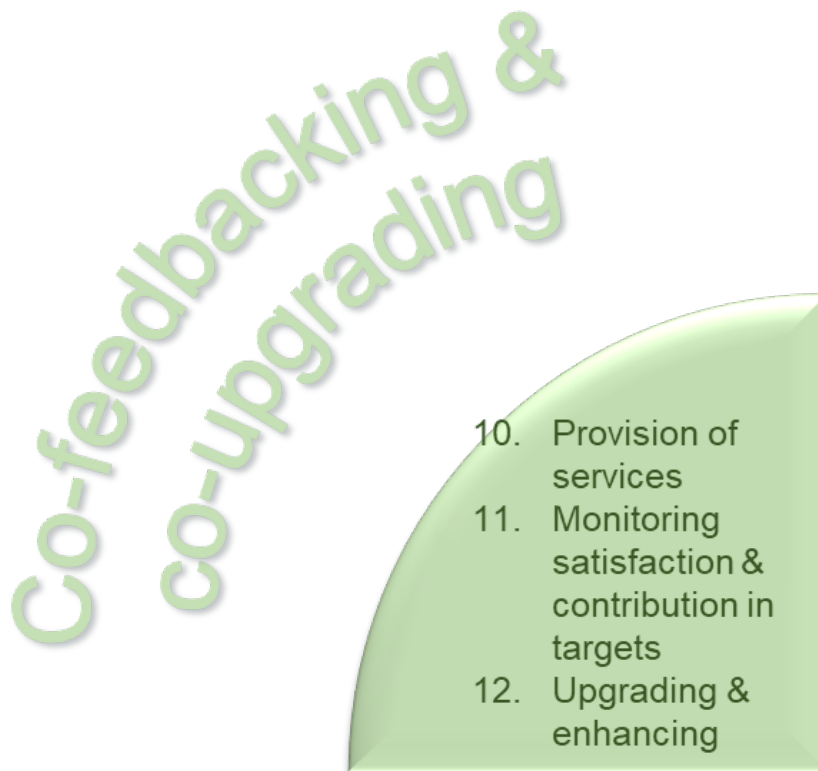 Co-feedbacking &
co-upgrading
10. Provision of
services
11. Monitoring
satisfaction &
contribution in
targets
12. Upgrading &
enhancing